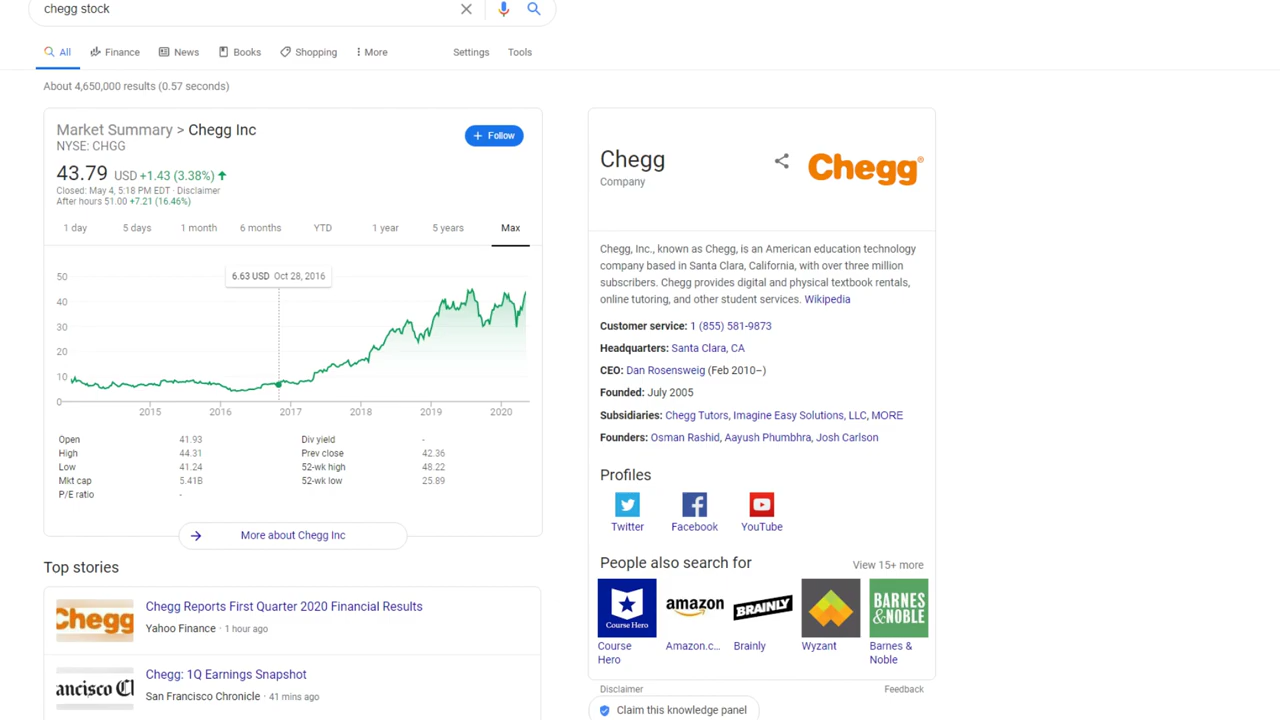 chegg stock
All Finance News Books Shopping More Settings Tools
About 4,650,000 results (0.57 seconds)
Market Summary > Chegg Inc
NYSE: CHGG
+ Follow
43.79 USD +1.43 (3.38%)
Closed: May 4, 5:18 PM EDT · Disclaimer
After hours 51.00 +7.21 (16.46%)
1 day 5 days 1 month 6 months YTD 1 year 5 years Max
6.63 USD Oct 28, 2016
50
40
30
20
10
0
2015 2016 2017 2018 2019 2020
Open 41.93 Div yield -
High 44.31 Prev close 42.36
Low 41.24 52-wk high 48.22
Mkt cap 5.41B 52-wk low 25.89
P/E ratio -
More about Chegg Inc
Top stories
Chegg
Chegg Reports First Quarter 2020 Financial Results
Yahoo Finance · 1 hour ago
Chegg: 1Q Earnings Snapshot
San Francisco Chronicle · 41 mins ago
Chegg
Company
Chegg®
Chegg, Inc., known as Chegg, is an American education technology
company based in Santa Clara, California, with over three million
subscribers. Chegg provides digital and physical textbook rentals,
online tutoring, and other student services. Wikipedia
Customer service: 1 (855) 581-9873
Headquarters: Santa Clara, CA
CEO: Dan Rosensweig (Feb 2010–)
Founded: July 2005
Subsidiaries: Chegg Tutors, Imagine Easy Solutions, LLC, MORE
Founders: Osman Rashid, Aayush Phumbhra, Josh Carlson
Profiles
Twitter Facebook YouTube
People also search for View 15+ more
Course Hero
amazon
BRAINLY
BARNES
&NOBLE
Course
Hero
Amazon.c...
Brainly
Wyzant
Barnes &
Noble
Disclaimer Feedback
Claim this knowledge panel